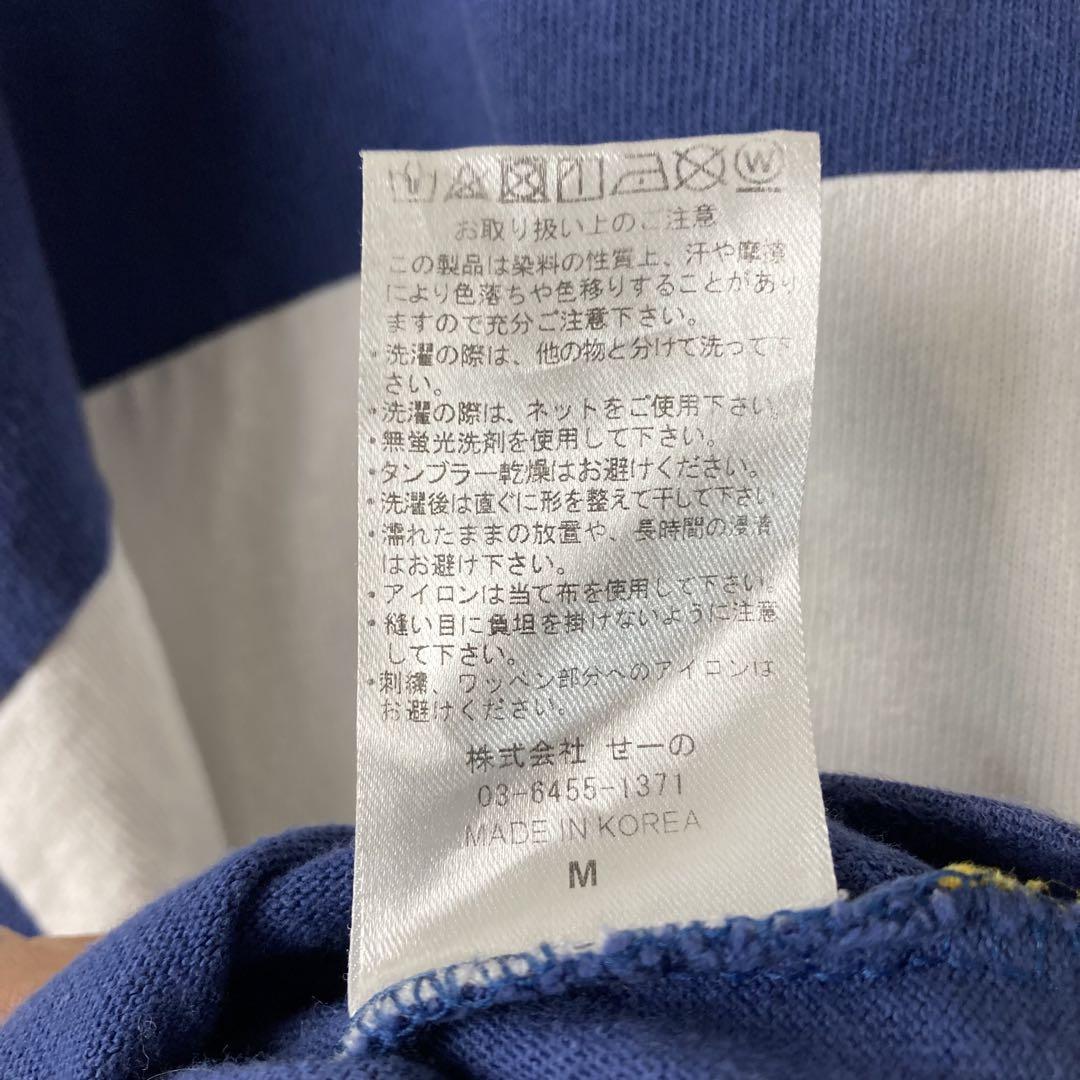 お取り扱い上のご注意
この製品は染料の性質上、汗や摩擦
により色落ちや色移りすることがあり
ますので充分ご注意下さい。
・洗濯の際は、他の物と分けて洗って下
さい。
・洗濯の際は、ネットをご使用下さい
・無蛍光洗剤を使用して下さい。
・タンブラー乾燥はお避けください。
・洗濯後は直ぐに形を整えて干して下さい
・濡れたままの放置や、長時間の浸漬
はお避け下さい。
・アイロンは当て布を使用して下さい。
・縫い目に負坦を掛けないように注意
して下さい。
・刺繍、ワッペン部分へのアイロンは
お避けください。
株式会社 せーの
03-6455-1371
MADE IN KOREA
M